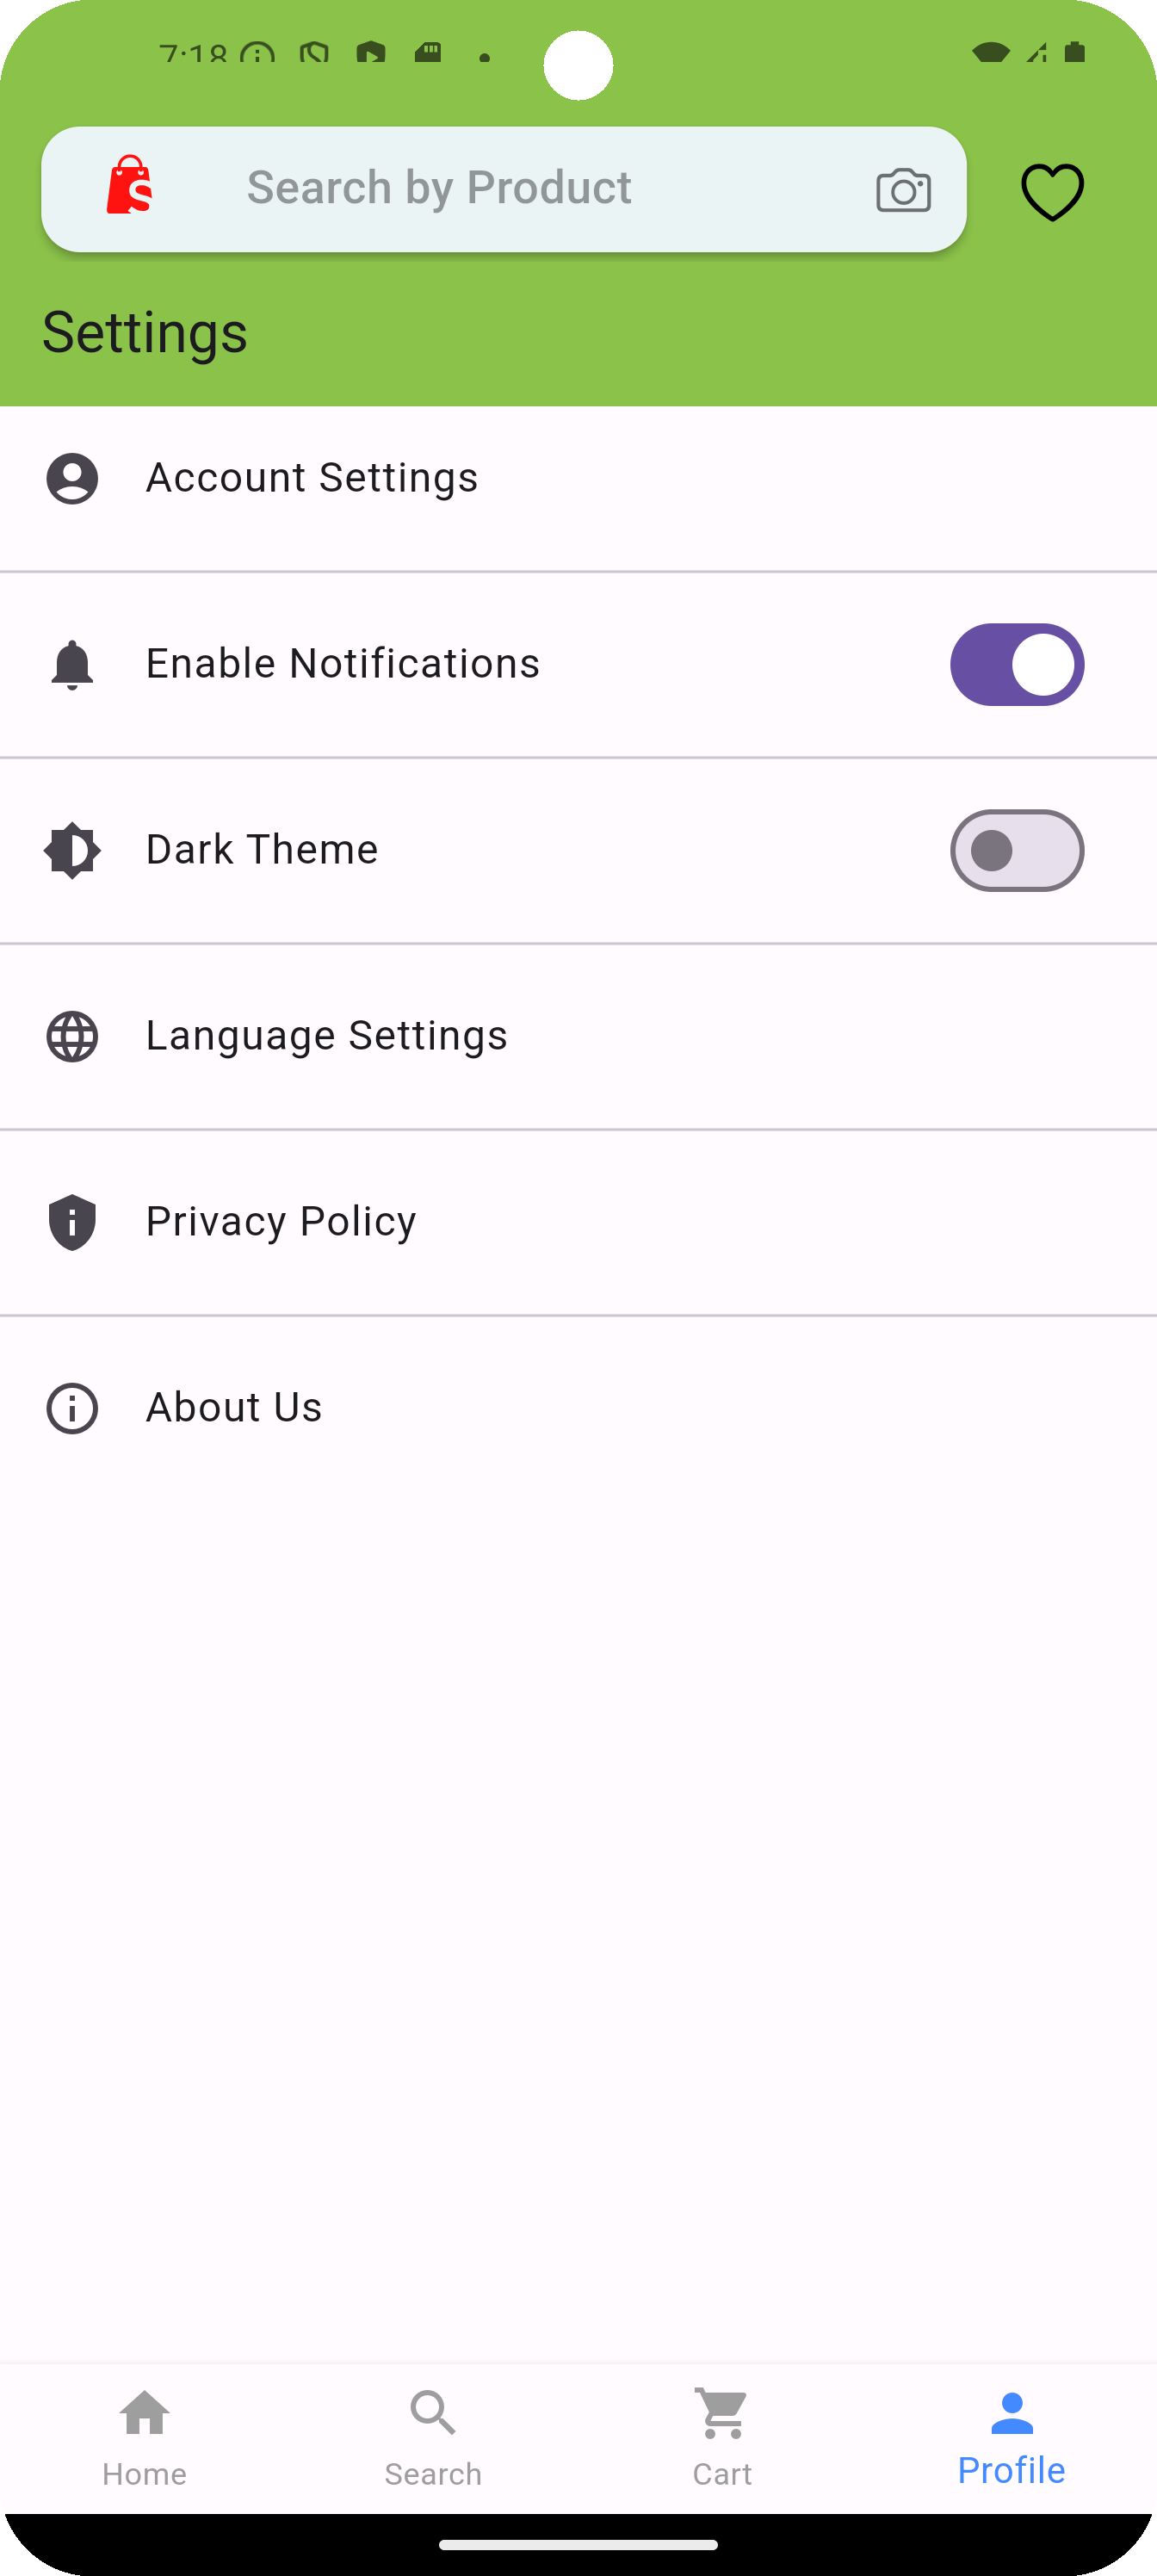 7:18
Search by Product
Settings
Account Settings
Enable Notifications
Dark Theme
Language Settings
Privacy Policy
About Us
Home
Search
Cart
Profile